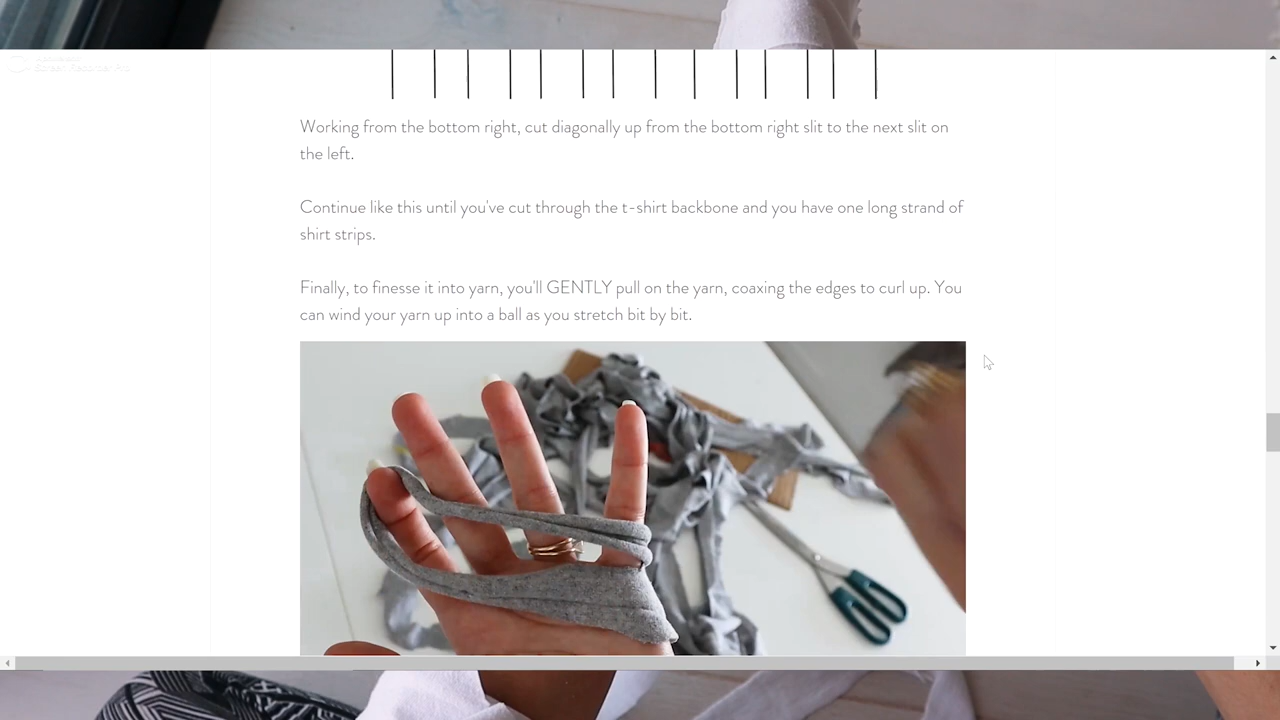 Screen Recorder Pro
Working from the bottom right, cut diagonally up from the bottom right slit to the next slit on
the left.
Continue like this until you've cut through the t-shirt backbone and you have one long strand of
shirt strips.
Finally, to finesse it into yarn, you'll GENTLY pull on the yarn, coaxing the edges to curl up. You
can wind your yarn up into a ball as you stretch bit by bit.